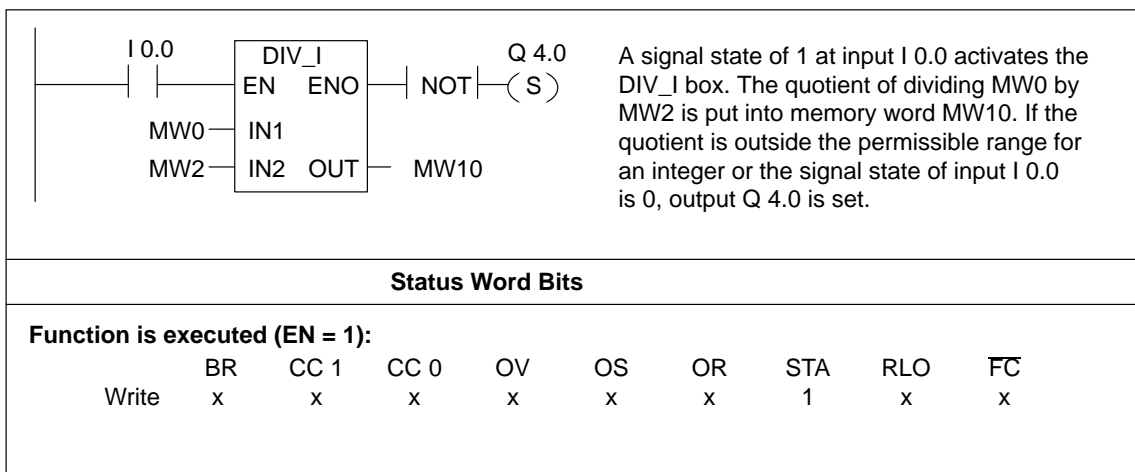 I 0.0
DIV_I
Q 4.0
EN ENO
NOT
S
MW0
IN1
MW2
IN2 OUT
MW10
A signal state of 1 at input I 0.0 activates the
DIV_I box. The quotient of dividing MW0 by
MW2 is put into memory word MW10. If the
quotient is outside the permissible range for
an integer or the signal state of input I 0.0
is 0, output Q 4.0 is set.
Status Word Bits
Function is executed (EN = 1):
BR CC 1 CC 0 OV OS OR STA RLO F̅C̅
Write x x x x x x 1 x x